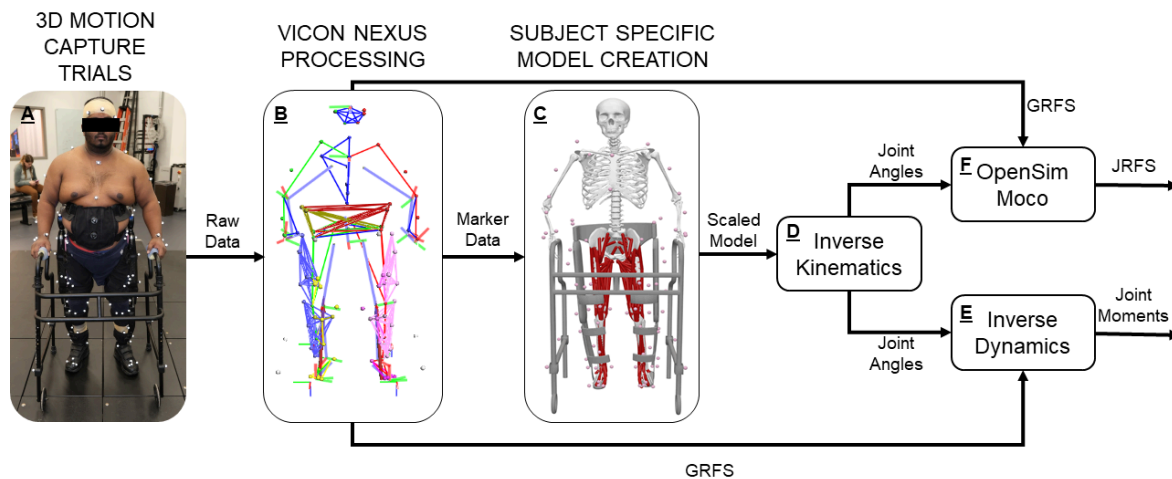 3D MOTION
CAPTURE
TRIALS
VICON NEXUS
PROCESSING
SUBJECT SPECIFIC
MODEL CREATION
A
B
C
Raw
Data
Marker
Data
Scaled
Model
D Inverse
Kinematics
Joint
Angles
GRFS
F OpenSim
Moco
JRFS
Joint
Angles
E Inverse
Dynamics
Joint
Moments
GRFS